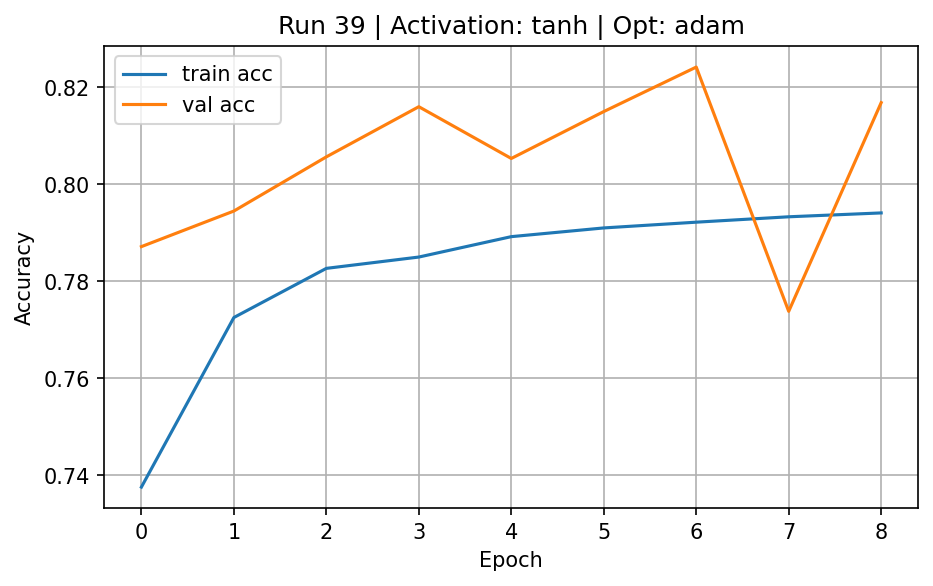 Run 39 | Activation: tanh | Opt: adam
train acc
val acc
0.82
0.80
0.78
0.76
0.74
Accuracy
0 1 2 3 4 5 6 7 8
Epoch